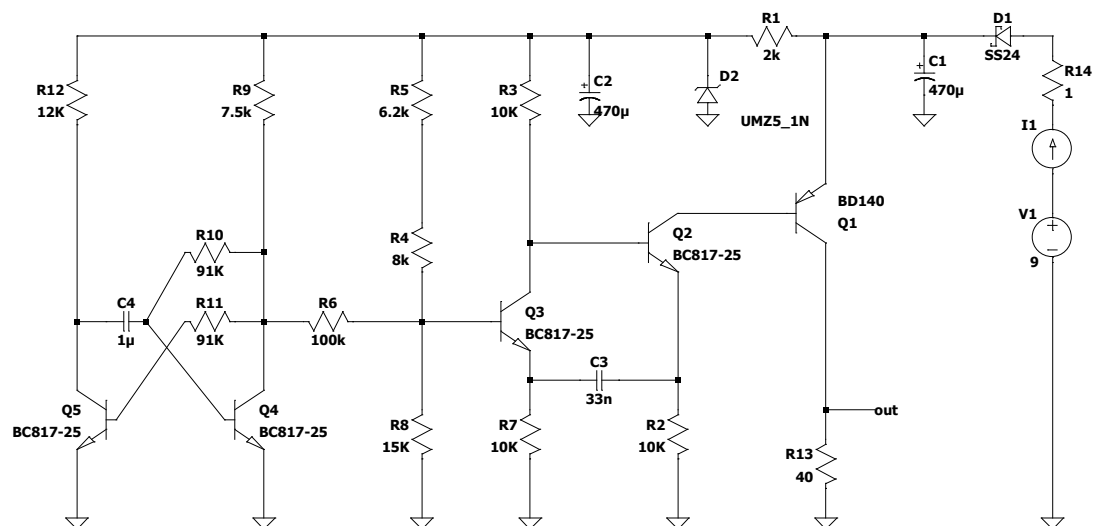 R1
2k
D1
SS24
R12
12K
R9
7.5k
R5
6.2k
R3
10K
+
C2
470µ
D2
UMZ5_1N
+
C1
470µ
R14
1
I1
V1
+
−
9
BD140
Q1
Q2
BC817-25
R10
91K
R4
8k
C4
1µ
R11
91K
R6
100k
Q3
BC817-25
C3
33n
Q5
BC817-25
Q4
BC817-25
R8
15K
R7
10K
R2
10K
out
R13
40